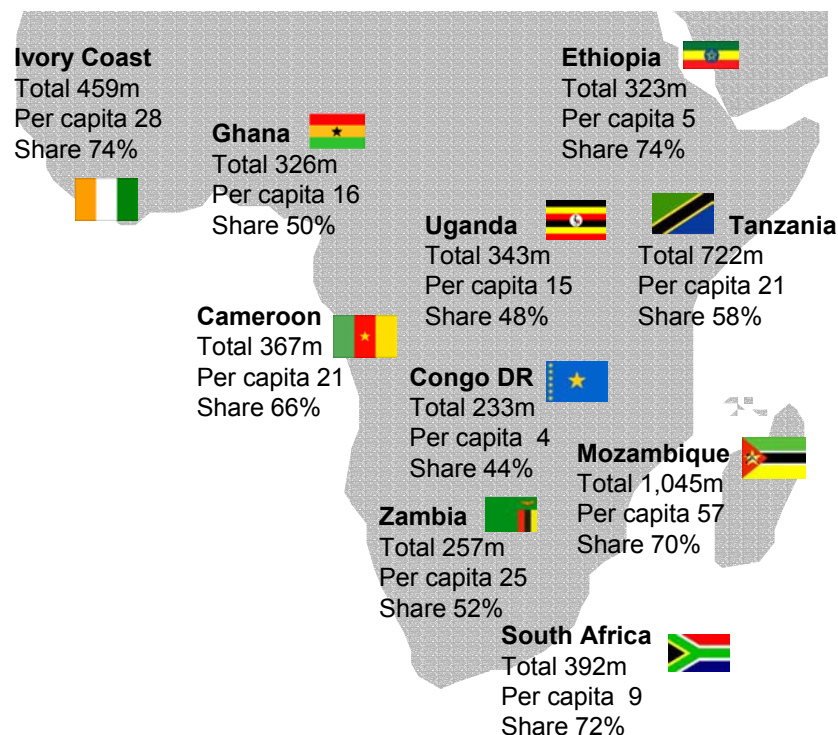 Ivory Coast
Total 459m
Per capita 28
Share 74%
Ethiopia
Total 323m
Per capita 5
Share 74%
Ghana
Total 326m
Per capita 16
Share 50%
Uganda
Total 343m
Per capita 15
Share 48%
Tanzania
Total 722m
Per capita 21
Share 58%
Cameroon
Total 367m
Per capita 21
Share 66%
Congo DR
Total 233m
Per capita 4
Share 44%
Mozambique
Total 1,045m
Per capita 57
Share 70%
Zambia
Total 257m
Per capita 25
Share 52%
South Africa
Total 392m
Per capita 9
Share 72%